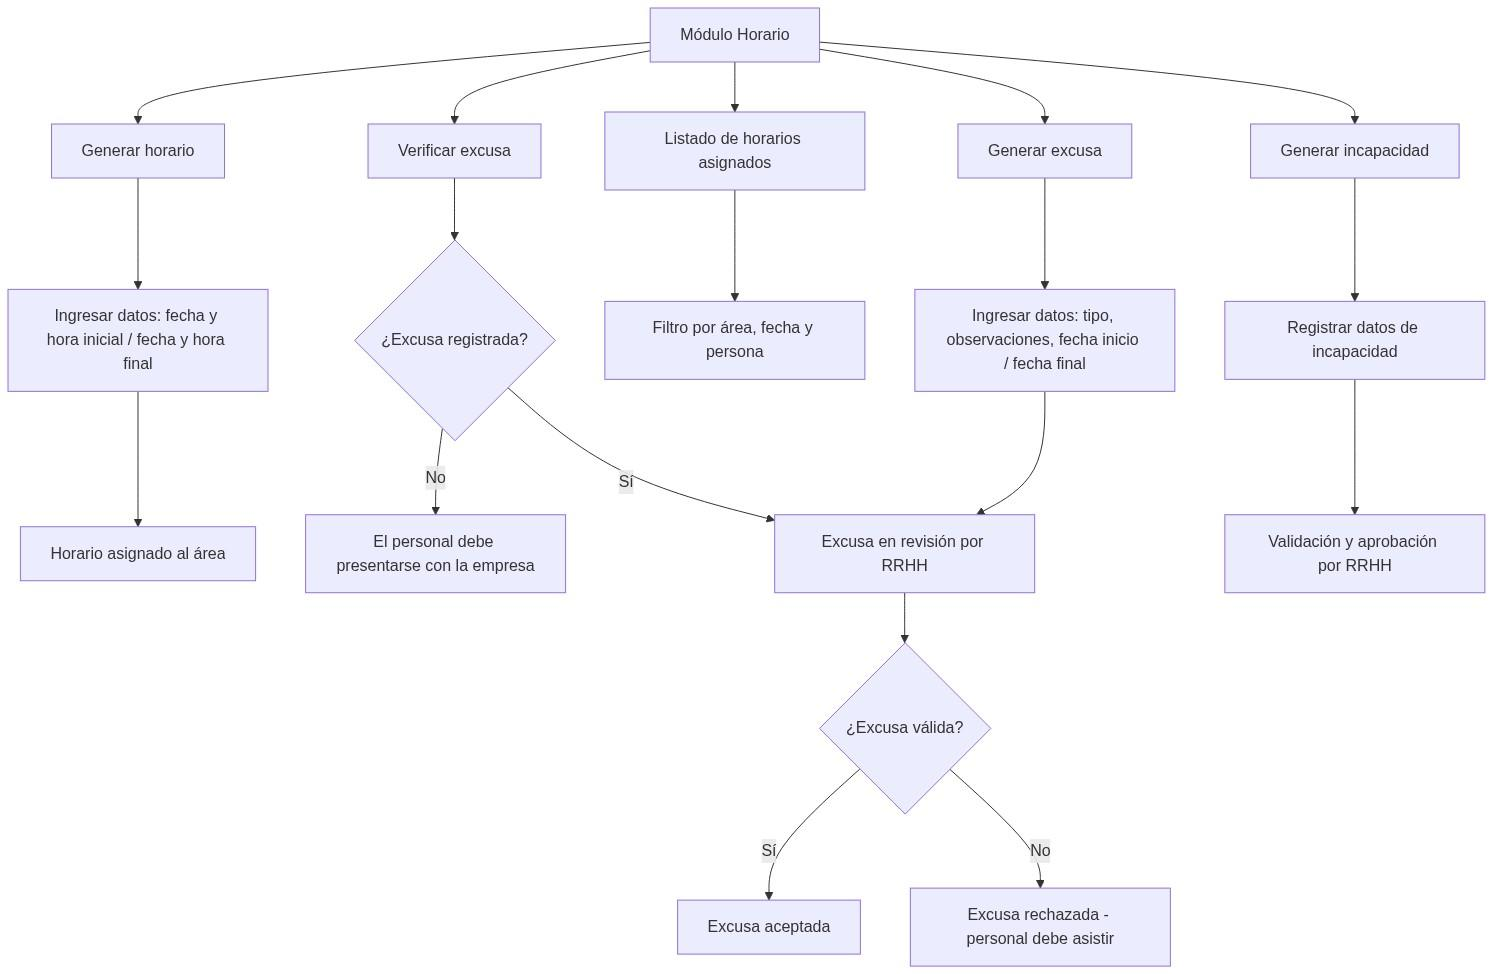 Módulo Horario
Generar horario
Verificar excusa
Listado de horarios
asignados
Generar excusa
Generar incapacidad
Ingresar datos: fecha y
hora inicial / fecha y hora
final
¿Excusa registrada?
Filtro por área, fecha y
persona
Ingresar datos: tipo,
observaciones, fecha inicio
/ fecha final
Registrar datos de
incapacidad
No
Sí
Horario asignado al área
El personal debe
presentarse con la empresa
Excusa en revisión por
RRHH
Validación y aprobación
por RRHH
¿Excusa válida?
Sí
No
Excusa aceptada
Excusa rechazada -
personal debe asistir